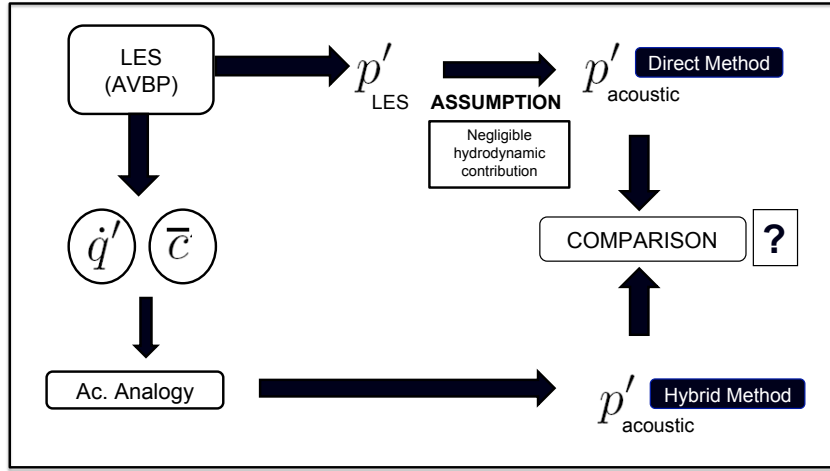 LES
(AVBP)
p′
LES
ASSUMPTION
Negligible
hydrodynamic
contribution
p′
acoustic
Direct Method
q̇′
c̅
COMPARISON
?
Ac. Analogy
p′
acoustic
Hybrid Method